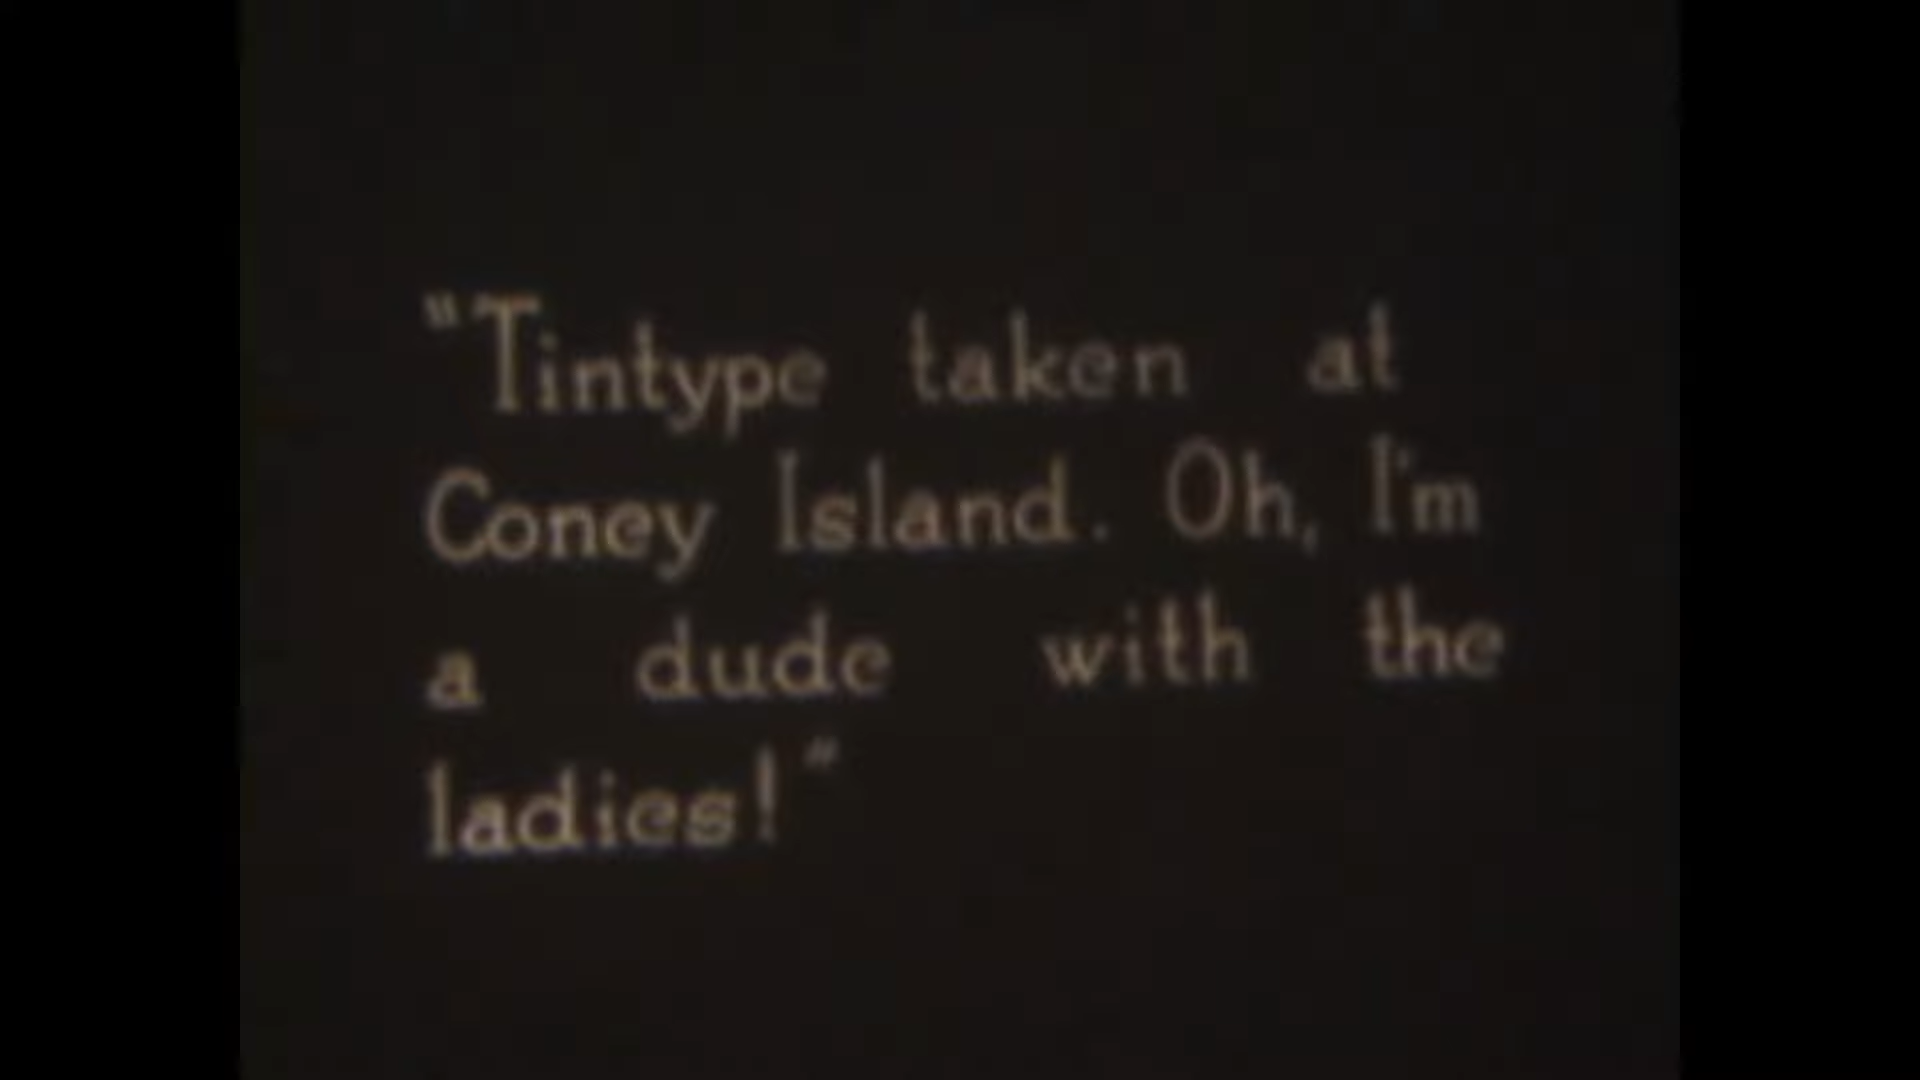 "Tintype taken at
Coney Island. Oh, I'm
a dude with the
ladies!"